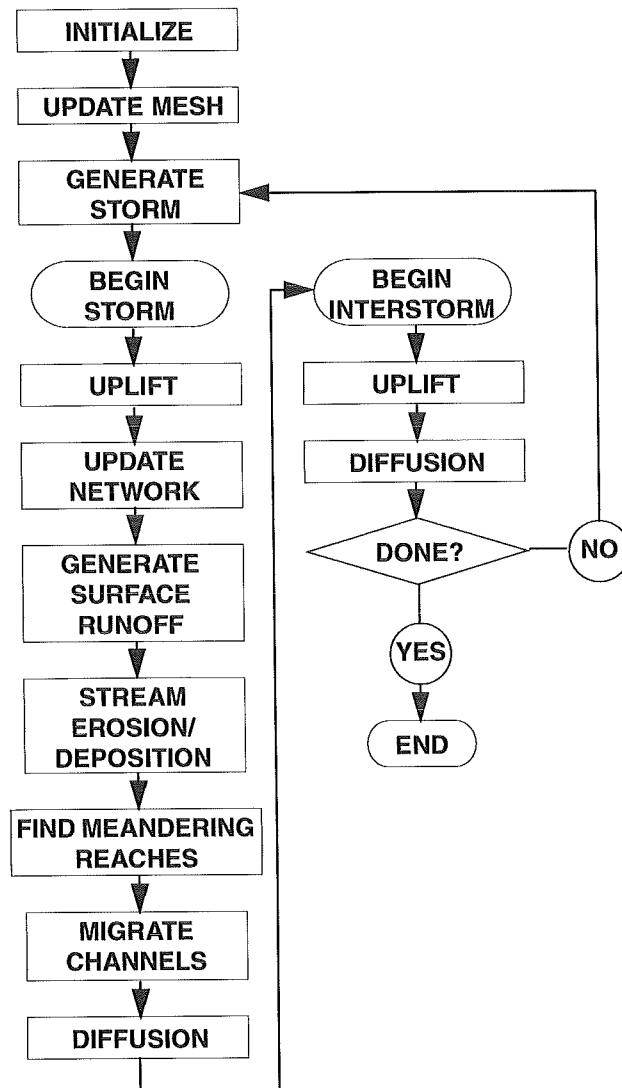 INITIALIZE
UPDATE MESH
GENERATE
STORM
BEGIN
STORM
UPLIFT
UPDATE
NETWORK
GENERATE
SURFACE
RUNOFF
STREAM
EROSION/
DEPOSITION
FIND MEANDERING
REACHES
MIGRATE
CHANNELS
DIFFUSION
BEGIN
INTERSTORM
UPLIFT
DIFFUSION
DONE?
NO
YES
END